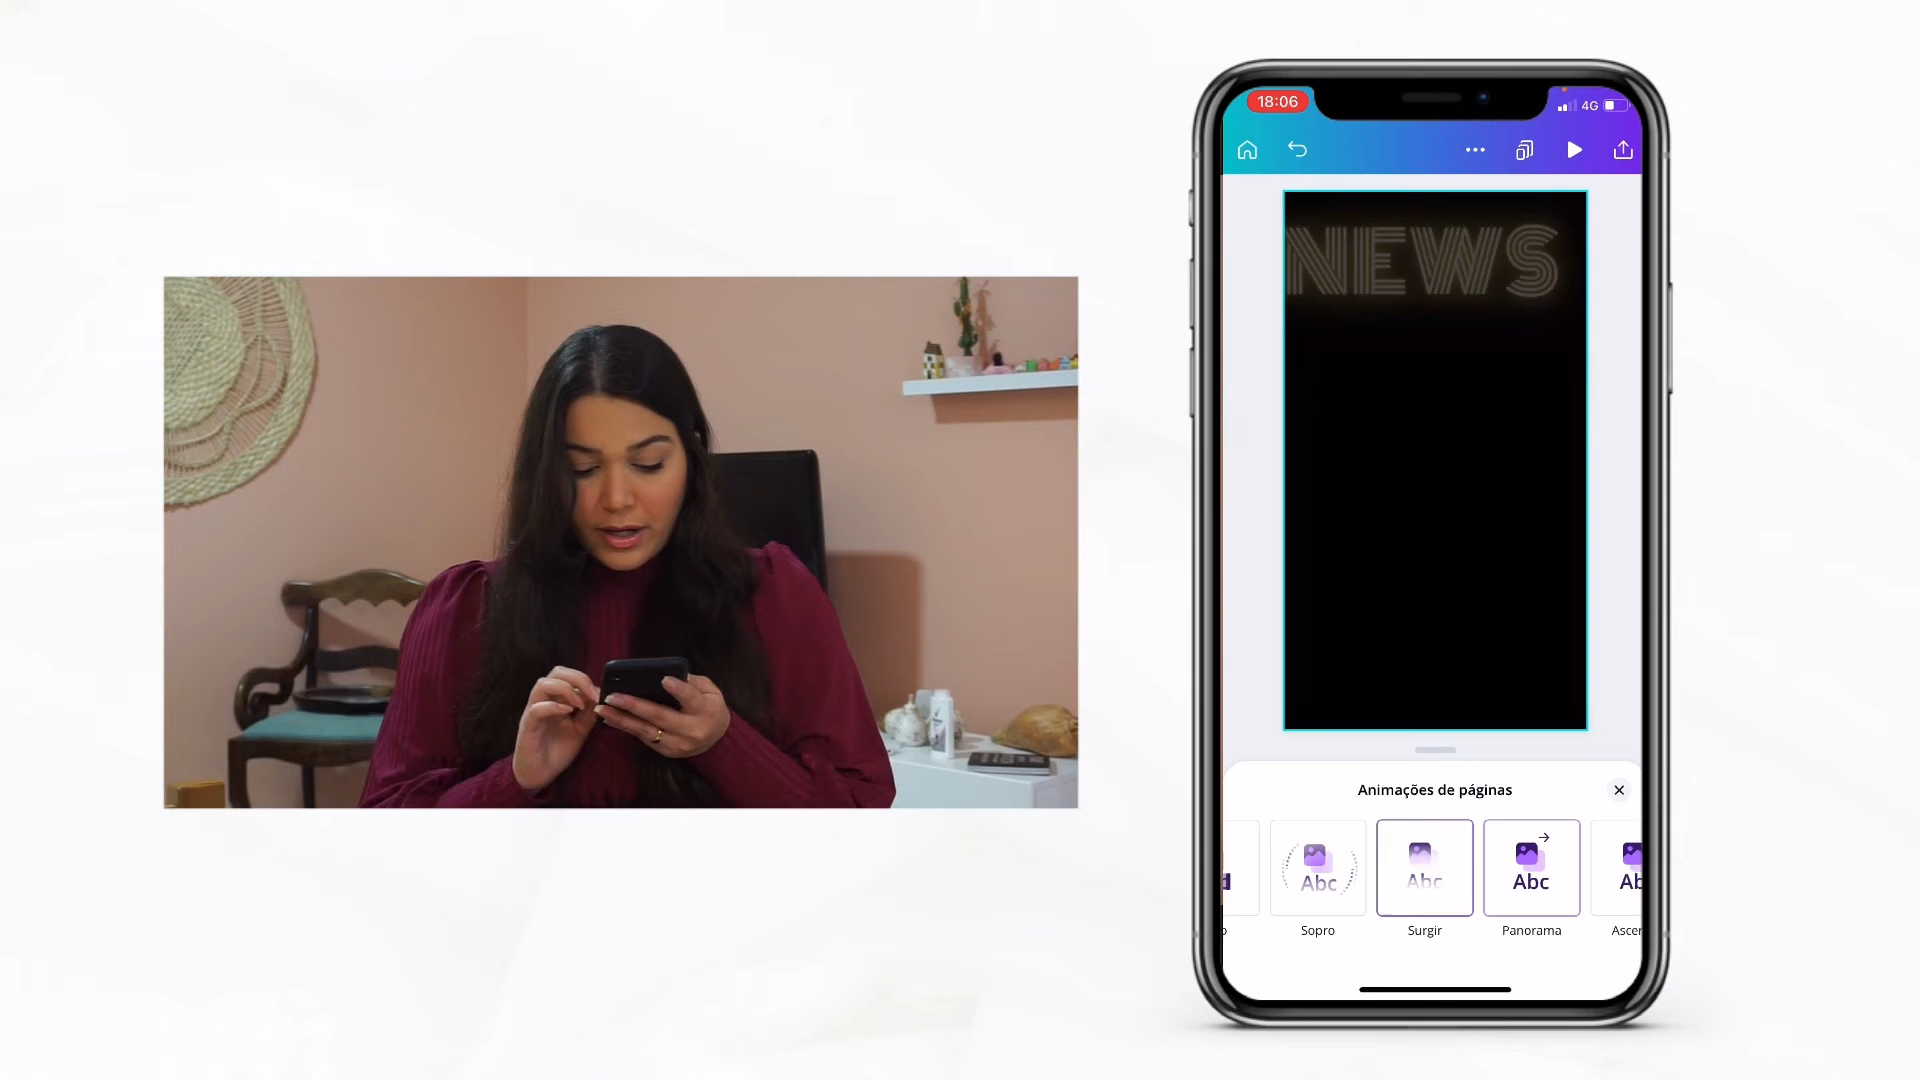 18:06
4G
NEWS
Animações de páginas
Abc
Abc
Abc
Sopro
Surgir
Panorama